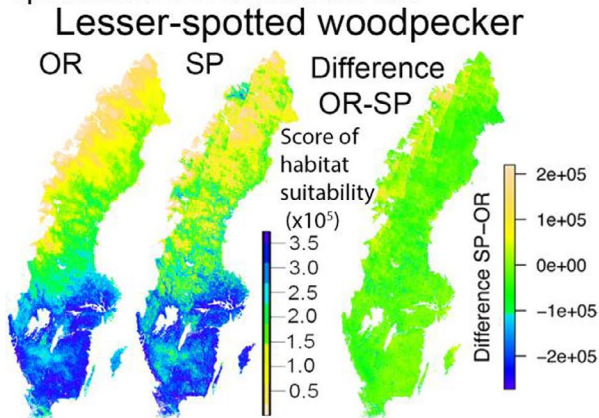 Lesser-spotted woodpecker
OR
SP
Difference
OR-SP
Score of
habitat
suitability
(x10⁵)
3.5
3.0
2.5
2.0
1.5
1.0
0.5
Difference SP–OR
2e+05
1e+05
0e+00
−1e+05
−2e+05